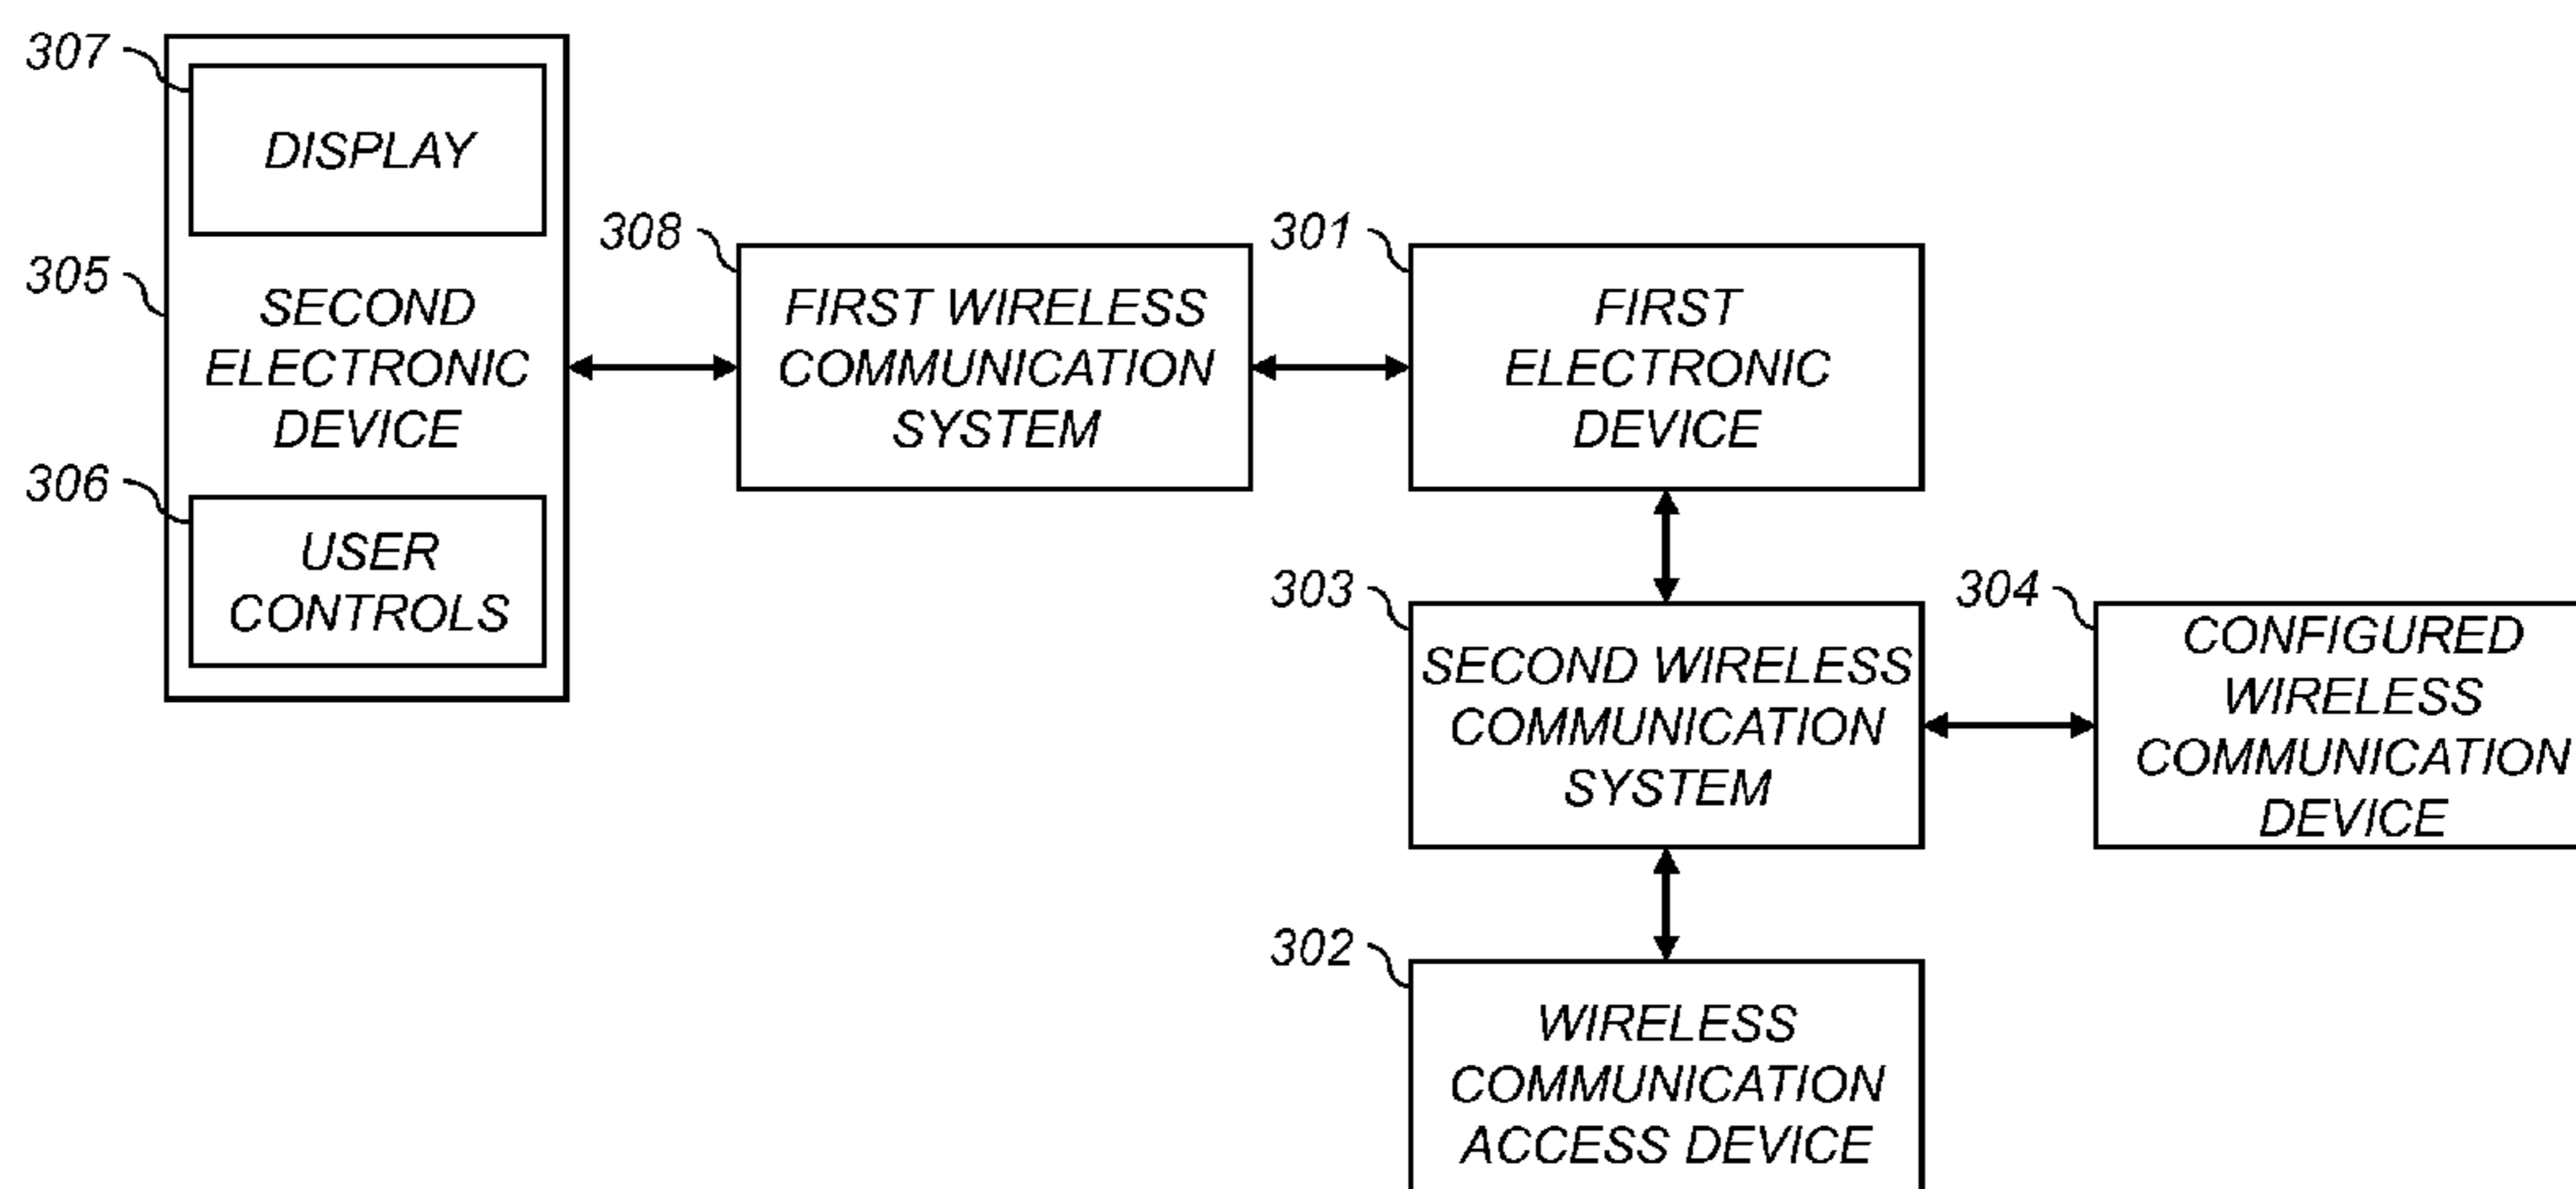 307
DISPLAY
305
SECOND
ELECTRONIC
DEVICE
306
USER
CONTROLS
308
FIRST WIRELESS
COMMUNICATION
SYSTEM
301
FIRST
ELECTRONIC
DEVICE
303
SECOND WIRELESS
COMMUNICATION
SYSTEM
304
CONFIGURED
WIRELESS
COMMUNICATION
DEVICE
302
WIRELESS
COMMUNICATION
ACCESS DEVICE